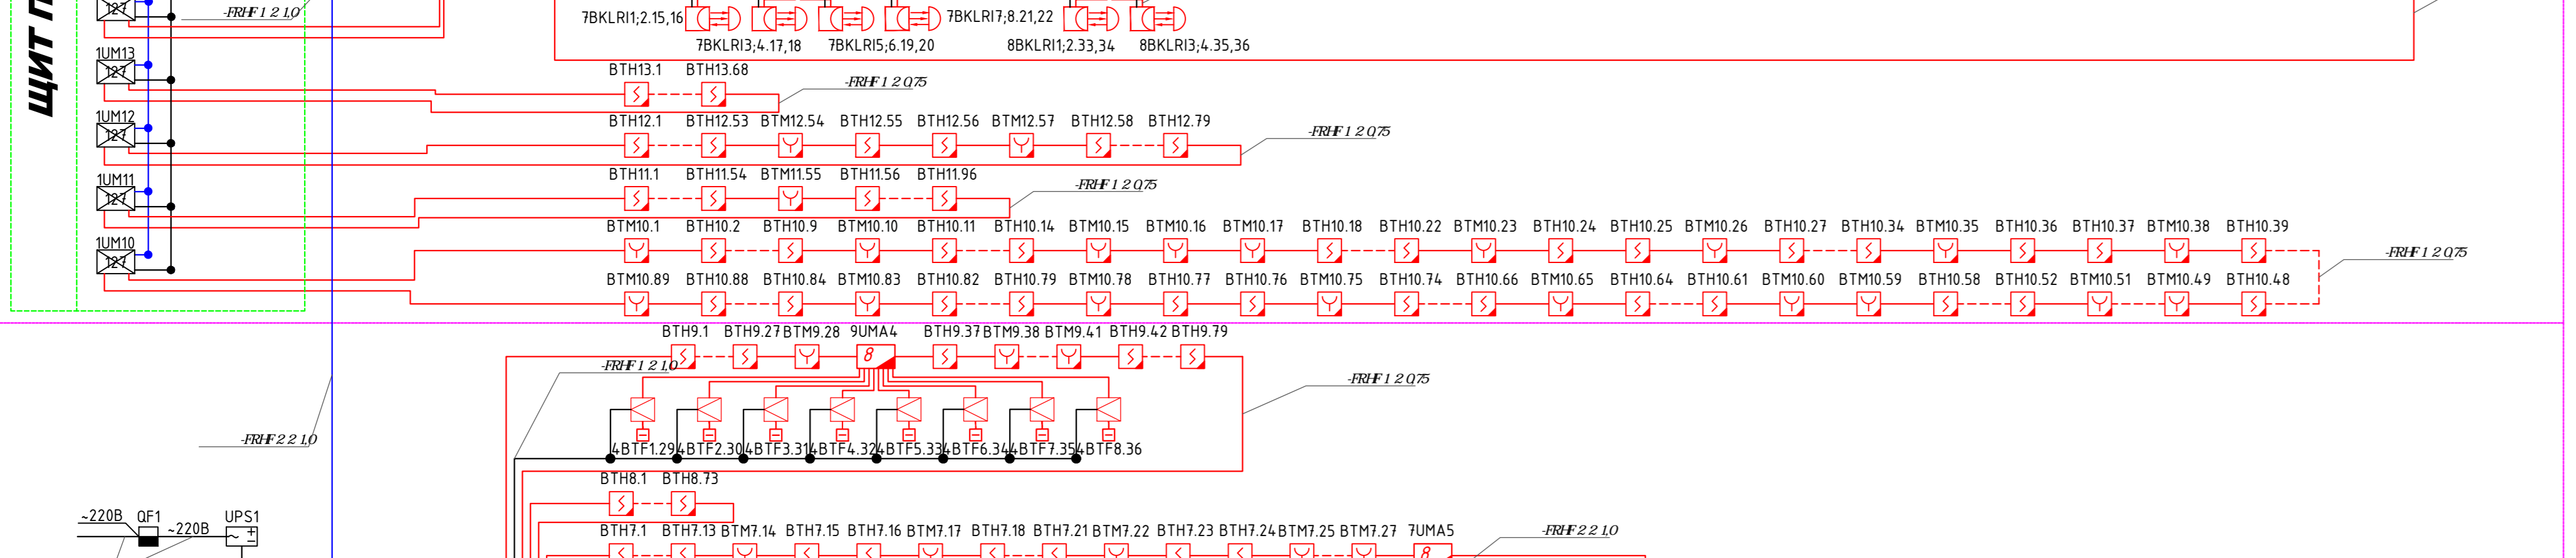 ЩИТ П
127
-FRHF 1 2 1,0
7BKLRI1;2.15,16
7BKLRI7;8.21,22
7BKLRI3;4.17,18 7BKLRI5;6.19,20 8BKLRI1;2.33,34 8BKLRI3;4.35,36
1UM13
127
BTH13.1 BTH13.68
-FRHF 1 2 0,75
1UM12
127
BTH12.1 BTH12.53 BTM12.54 BTH12.55 BTH12.56 BTM12.57 BTH12.58 BTH12.79
-FRHF 1 2 0,75
1UM11
127
BTH11.1 BTH11.54 BTM11.55 BTH11.56 BTH11.96
-FRHF 1 2 0,75
1UM10
127
BTM10.1 BTH10.2 BTH10.9 BTM10.10 BTH10.11 BTH10.14 BTM10.15 BTM10.16 BTM10.17 BTH10.18 BTH10.22 BTM10.23 BTH10.24 BTH10.25 BTM10.26 BTH10.27 BTH10.34 BTM10.35 BTH10.36 BTH10.37 BTM10.38 BTH10.39
-FRHF 1 2 0,75
BTM10.89 BTH10.88 BTH10.84 BTM10.83 BTH10.82 BTH10.79 BTM10.78 BTH10.77 BTH10.76 BTM10.75 BTH10.74 BTH10.66 BTM10.65 BTH10.64 BTH10.61 BTM10.60 BTM10.59 BTH10.58 BTH10.52 BTM10.51 BTM10.49 BTH10.48
BTH9.1 BTH9.27 BTM9.28 9UMA4 BTH9.37 BTM9.38 BTM9.41 BTH9.42 BTH9.79
8
-FRHF 1 2 1,0
-FRHF 1 2 0,75
4BTF1.29 4BTF2.30 4BTF3.31 4BTF4.32 4BTF5.33 4BTF6.34 4BTF7.35 4BTF8.36
-FRHF 2 2 1,0
BTH8.1 BTH8.73
~220В QF1 ~220В UPS1
BTH7.1 BTH7.13 BTM7.14 BTH7.15 BTH7.16 BTM7.17 BTH7.18 BTH7.21 BTM7.22 BTH7.23 BTH7.24 BTM7.25 BTM7.27 7UMA5
8
-FRHF 2 2 1,0